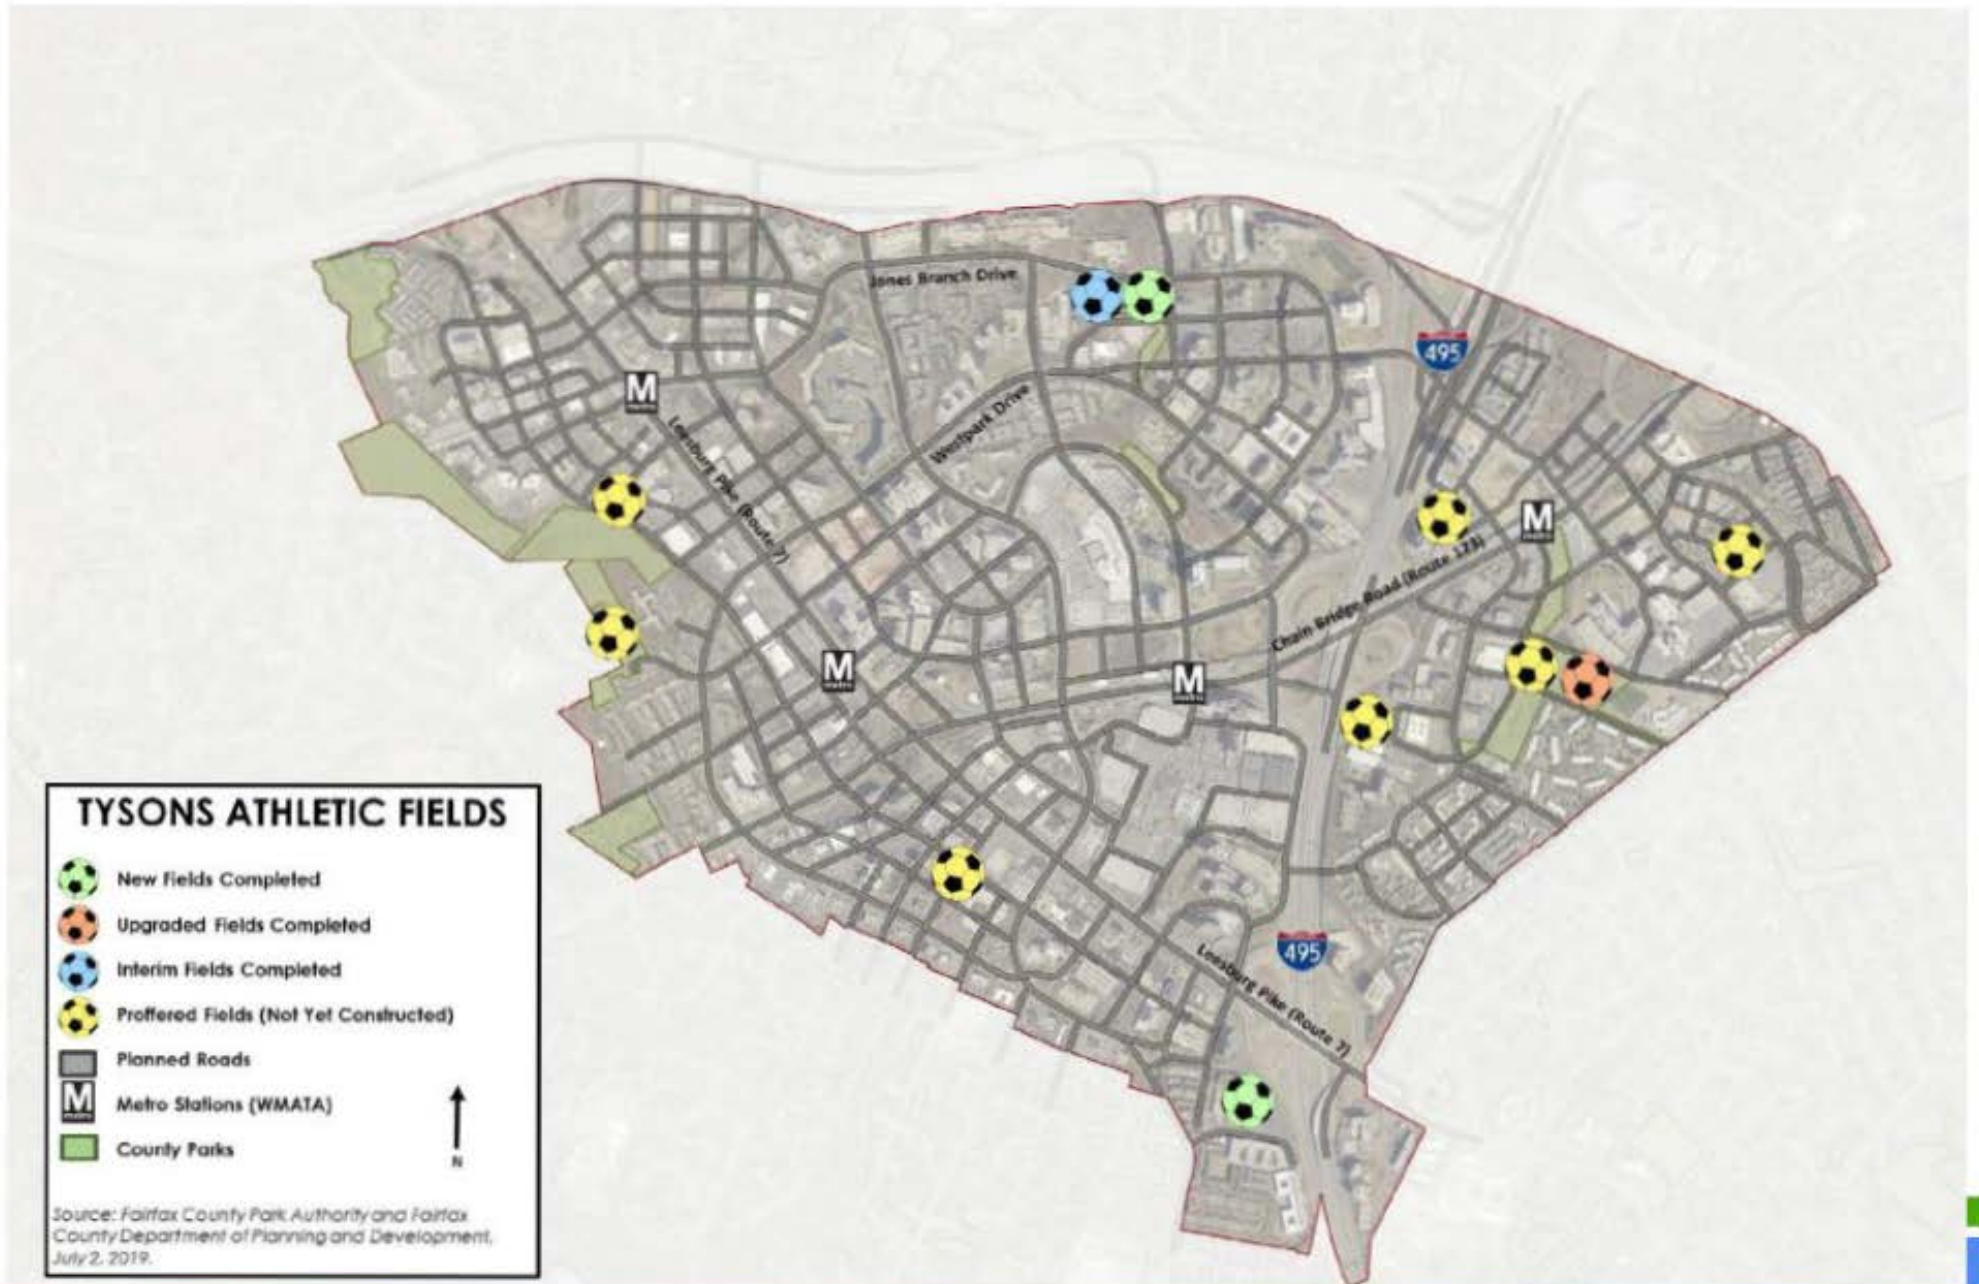 Jones Branch Drive
495
M
Leesburg Pike (Route 7)
Westpark Drive
M
Chain Bridge Road (Route 123)
M
M
495
Leesburg Pike (Route 7)
TYSONS ATHLETIC FIELDS
New Fields Completed
Upgraded Fields Completed
Interim Fields Completed
Proffered Fields (Not Yet Constructed)
Planned Roads
M
Metro Stations (WMATA)
County Parks
N
Source: Fairfax County Park Authority and Fairfax
County Department of Planning and Development,
July 2, 2019.